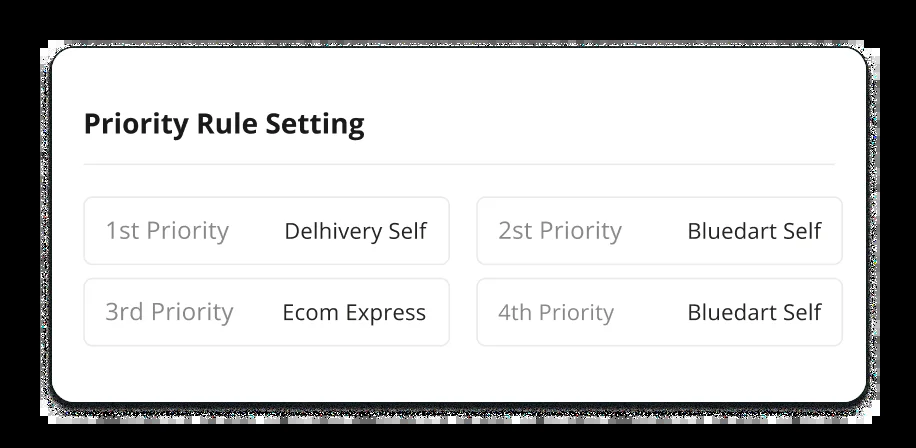 Priority Rule Setting
1st Priority Delhivery Self
2st Priority Bluedart Self
3rd Priority Ecom Express
4th Priority Bluedart Self